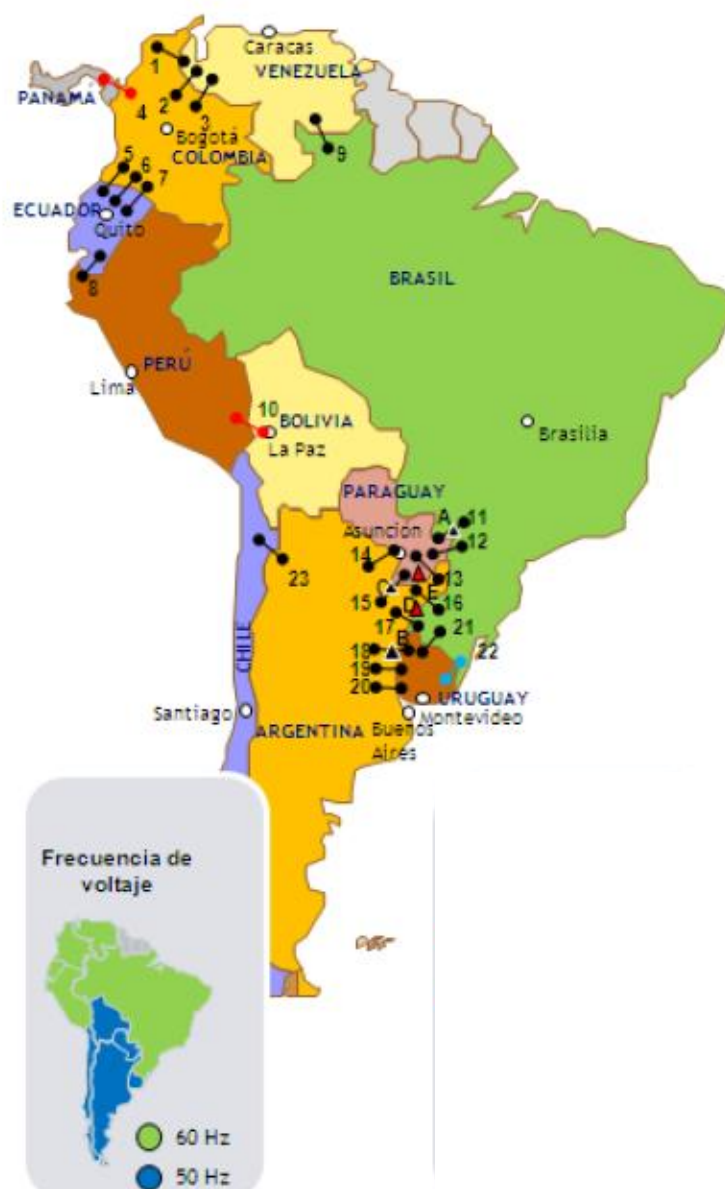 Caracas
VENEZUELA
1
PANAMÁ
4
2
3
Bogotá
COLOMBIA
9
5
6
7
ECUADOR
Quito
8
BRASIL
PERÚ
Lima
10
BOLIVIA
La Paz
Brasilia
PARAGUAY
A
11
Asuncion
12
14
23
13
C
E
15
D
16
17
21
B
18
22
19
20
CHILE
URUGUAY
Santiago
Montevideo
ARGENTINA
Buenos
Aires
Frecuencia de
voltaje
60 Hz
50 Hz